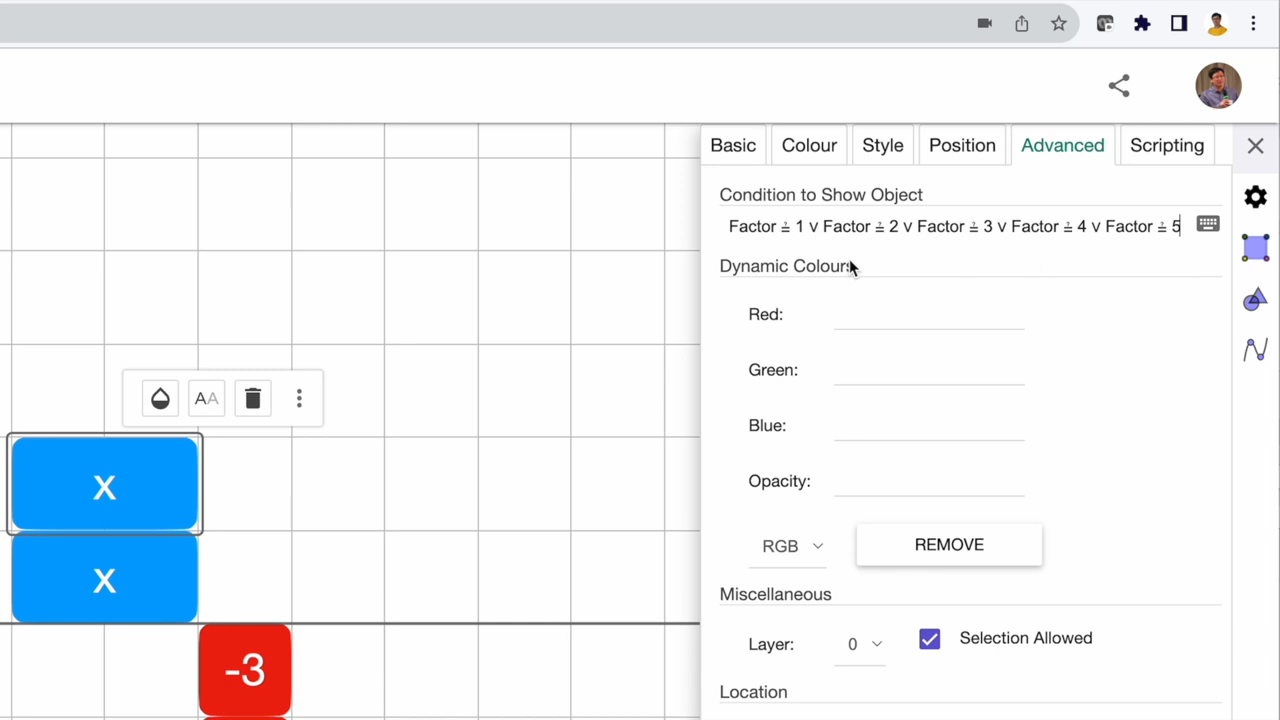 Basic Colour Style Position Advanced Scripting
Condition to Show Object
Factor ≟ 1 ∨ Factor ≟ 2 ∨ Factor ≟ 3 ∨ Factor ≟ 4 ∨ Factor ≟ 5
Dynamic Colours
Red:
Green:
AA
Blue:
x
Opacity:
RGB REMOVE
x
Miscellaneous
Layer: 0 Selection Allowed
-3
Location